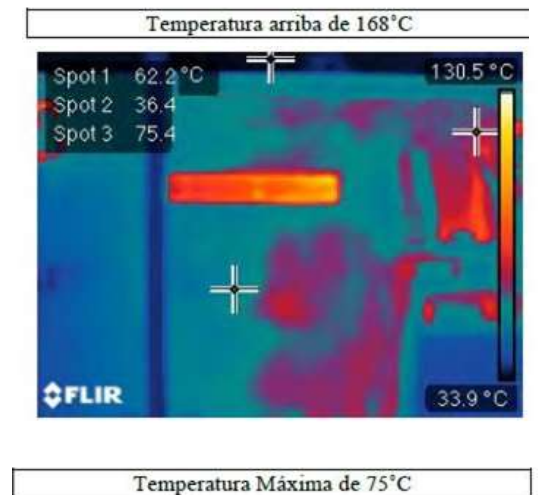 Temperatura arriba de 168°C
Spot 1 62.2 °C
Spot 2 36.4
Spot 3 75.4
130.5 °C
FLIR
33.9 °C
Temperatura Máxima de 75°C